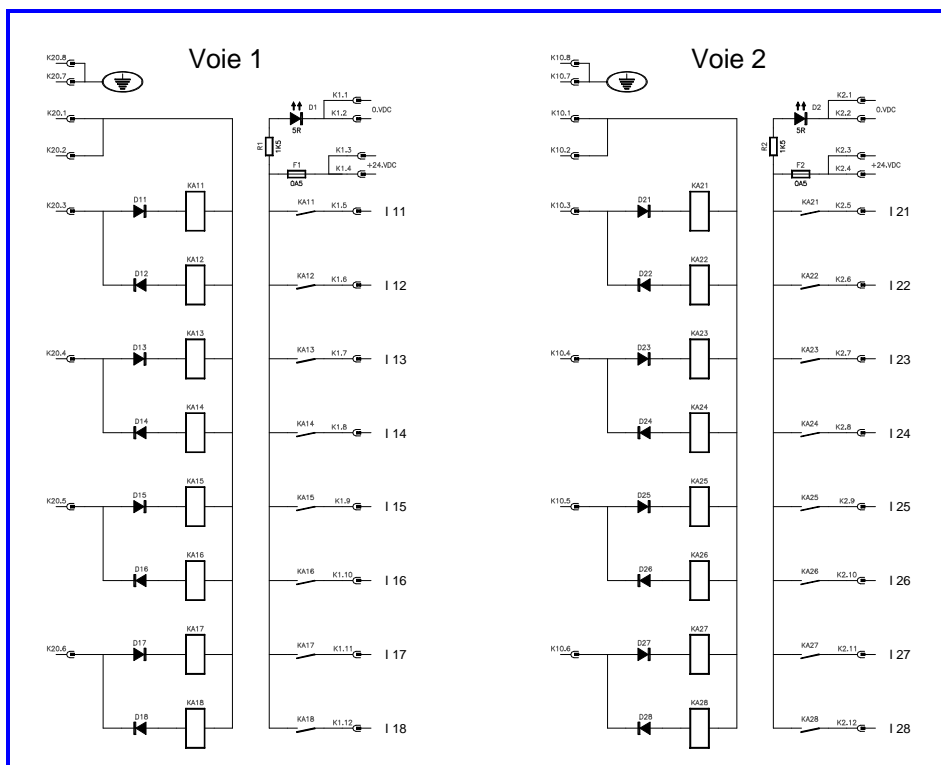 Voie 1
K20.8
K20.7
K20.1
K20.2
K20.3
D11
KA11
D12
KA12
K20.4
D13
KA13
D14
KA14
K20.5
D15
KA15
D16
KA16
K20.6
D17
KA17
D18
KA18
D1
5R
K1.1
K1.2
0.VDC
R1
1K5
K1.3
K1.4
+24.VDC
F1
0A5
KA11
K1.5
I 11
KA12
K1.6
I 12
KA13
K1.7
I 13
KA14
K1.8
I 14
KA15
K1.9
I 15
KA16
K1.10
I 16
KA17
K1.11
I 17
KA18
K1.12
I 18
Voie 2
K10.8
K10.7
K10.1
K10.2
K10.3
D21
KA21
D22
KA22
K10.4
D23
KA23
D24
KA24
K10.5
D25
KA25
D26
KA26
K10.6
D27
KA27
D28
KA28
D2
5R
K2.1
K2.2
0.VDC
R2
1K5
K2.3
K2.4
+24.VDC
F2
0A5
KA21
K2.5
I 21
KA22
K2.6
I 22
KA23
K2.7
I 23
KA24
K2.8
I 24
KA25
K2.9
I 25
KA26
K2.10
I 26
KA27
K2.11
I 27
KA28
K2.12
I 28